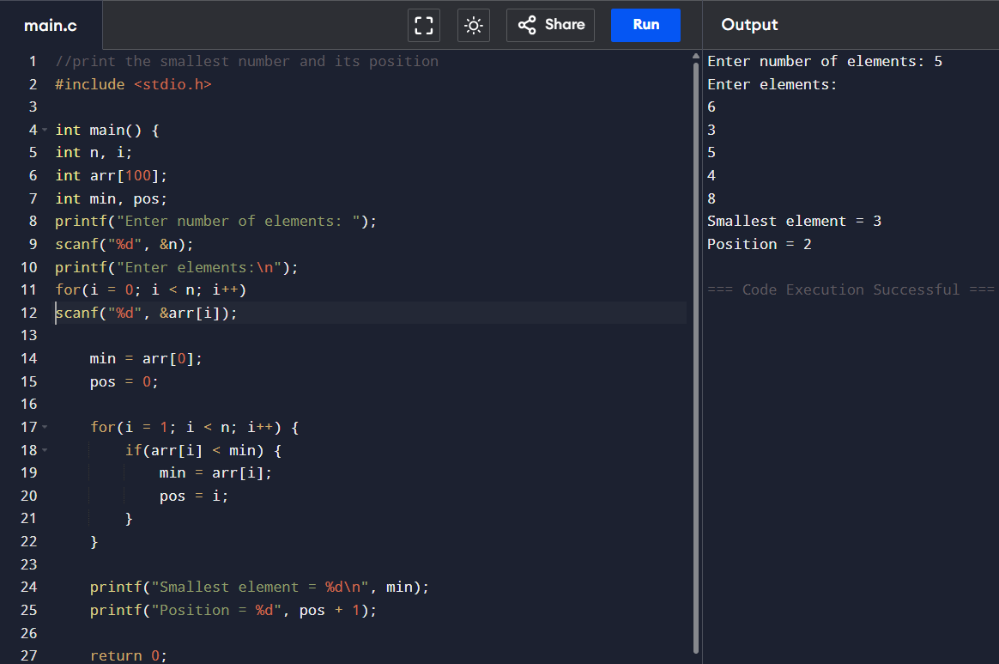 main.c
Share
Run
Output
1 //print the smallest number and its position
2 #include <stdio.h>
3
4 int main() {
5 int n, i;
6 int arr[100];
7 int min, pos;
8 printf("Enter number of elements: ");
9 scanf("%d", &n);
10 printf("Enter elements:\n");
11 for(i = 0; i < n; i++)
12 scanf("%d", &arr[i]);
13
14     min = arr[0];
15     pos = 0;
16
17     for(i = 1; i < n; i++) {
18         if(arr[i] < min) {
19             min = arr[i];
20             pos = i;
21         }
22     }
23
24     printf("Smallest element = %d\n", min);
25     printf("Position = %d", pos + 1);
26
27     return 0;
Enter number of elements: 5
Enter elements:
6
3
5
4
8
Smallest element = 3
Position = 2
=== Code Execution Successful ===